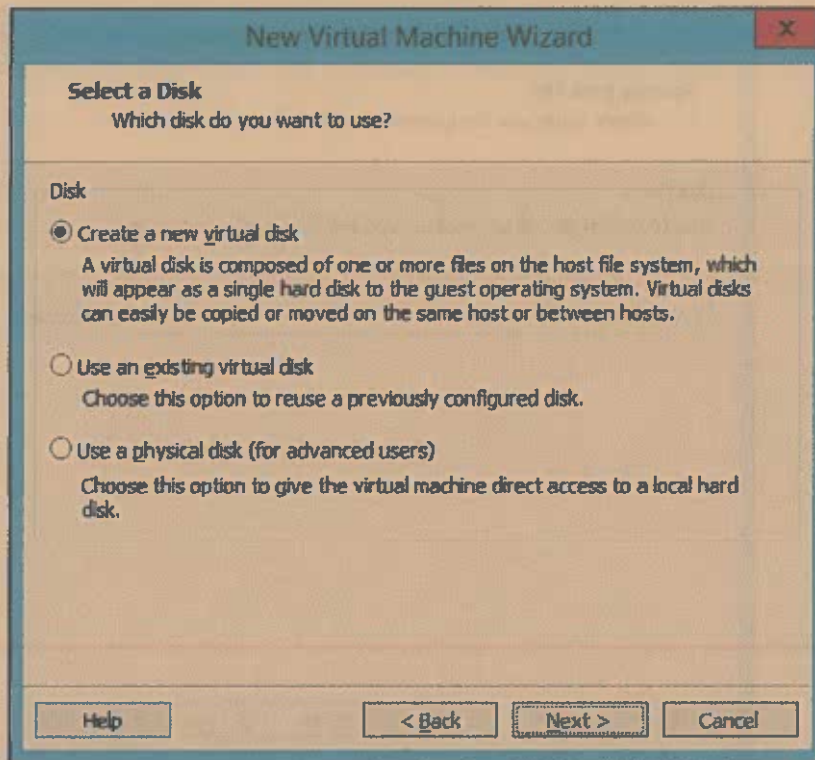 New Virtual Machine Wizard
x
Select a Disk
Which disk do you want to use?
Disk
Create a new virtual disk
A virtual disk is composed of one or more files on the host file system, which
will appear as a single hard disk to the guest operating system. Virtual disks
can easily be copied or moved on the same host or between hosts.
Use an existing virtual disk
Choose this option to reuse a previously configured disk.
Use a physical disk (for advanced users)
Choose this option to give the virtual machine direct access to a local hard
disk.
Help
< Back
Next >
Cancel